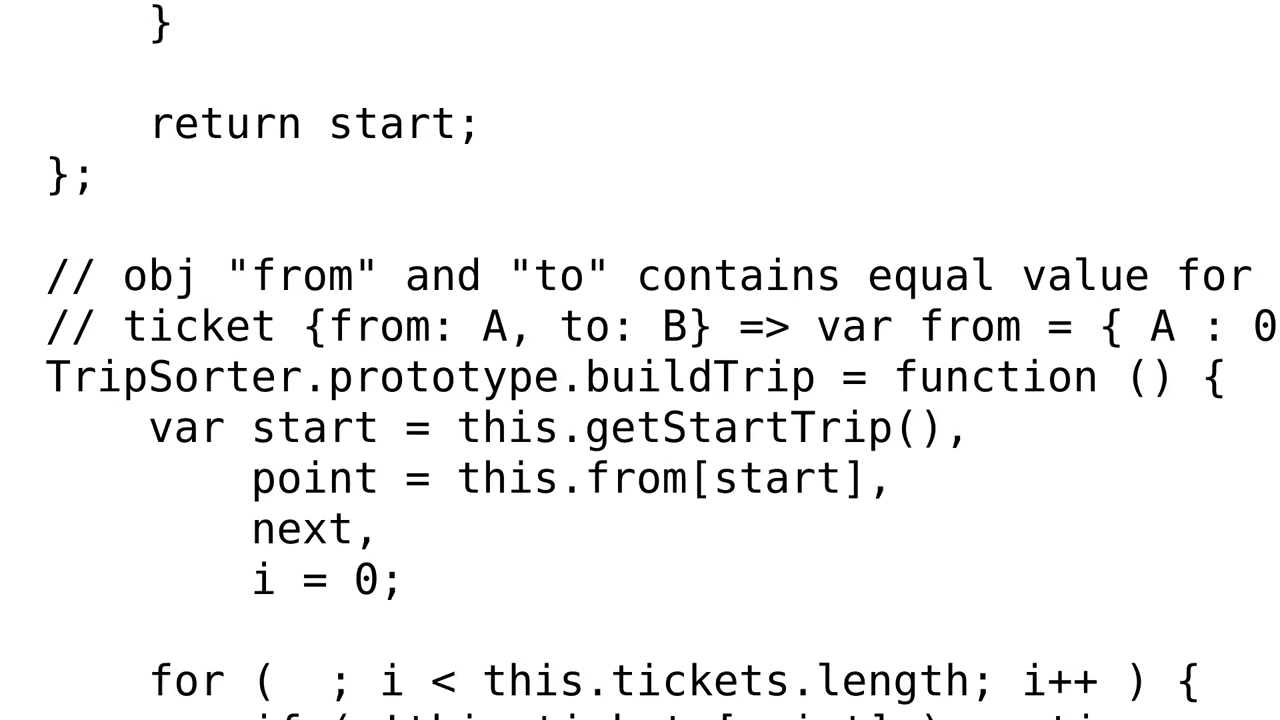 }
return start;
};
// obj "from" and "to" contains equal value for
// ticket {from: A, to: B} => var from = { A : 0
TripSorter.prototype.buildTrip = function () {
var start = this.getStartTrip(),
point = this.from[start],
next,
i = 0;
for (  ; i < this.tickets.length; i++ ) {